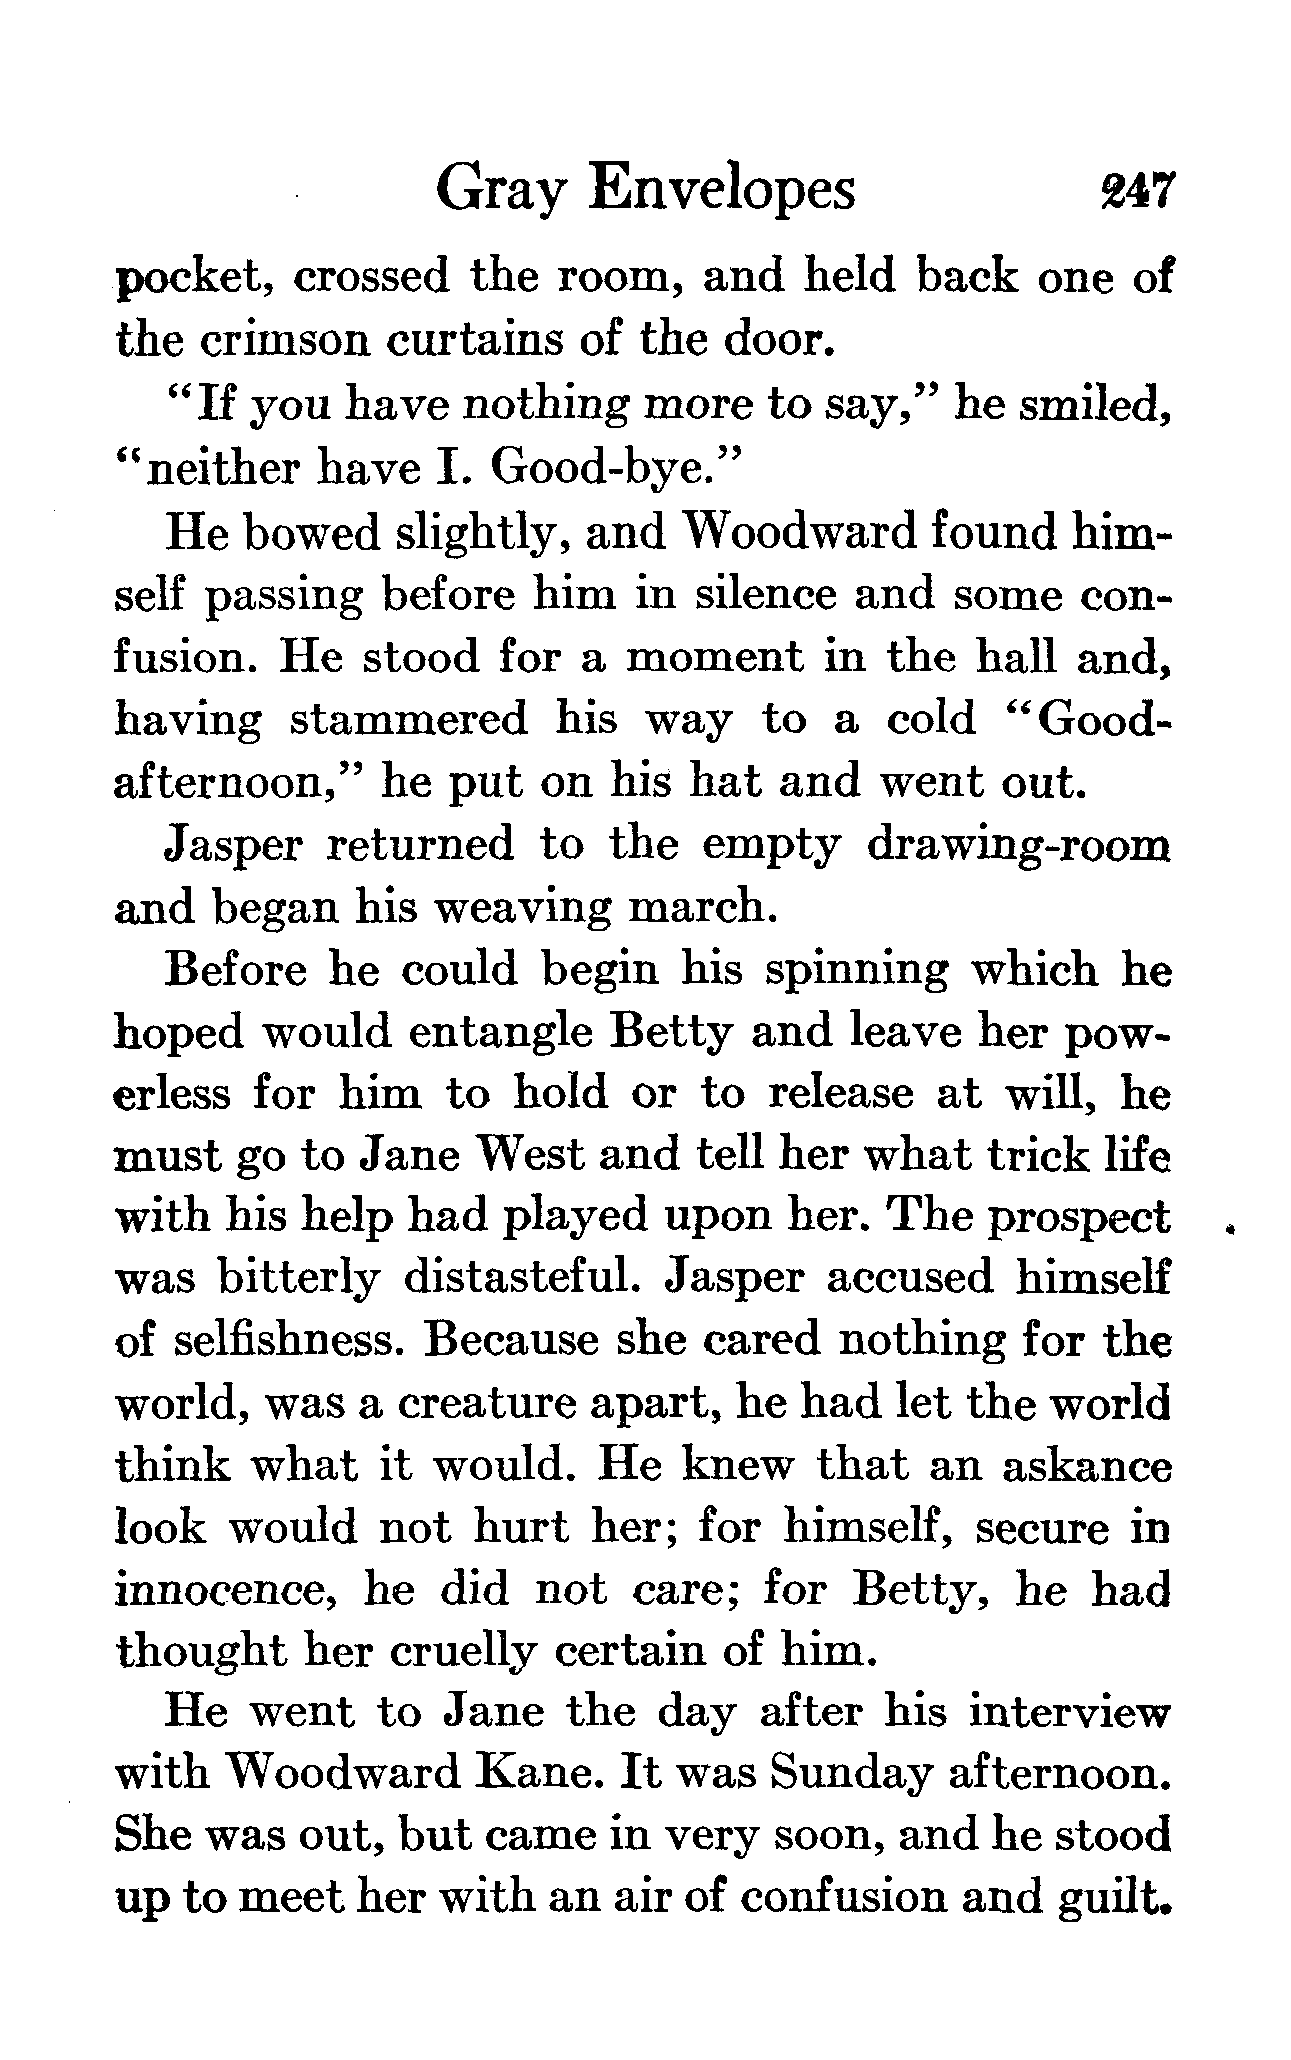 Gray Envelopes 247
pocket, crossed the room, and held back one of
the crimson curtains of the door.
"If you have nothing more to say," he smiled,
"neither have I. Good-bye."
He bowed slightly, and Woodward found him-
self passing before him in silence and some con-
fusion. He stood for a moment in the hall and,
having stammered his way to a cold "Good-
afternoon," he put on his hat and went out.
Jasper returned to the empty drawing-room
and began his weaving march.
Before he could begin his spinning which he
hoped would entangle Betty and leave her pow-
erless for him to hold or to release at will, he
must go to Jane West and tell her what trick life
with his help had played upon her. The prospect
was bitterly distasteful. Jasper accused himself
of selfishness. Because she cared nothing for the
world, was a creature apart, he had let the world
think what it would. He knew that an askance
look would not hurt her; for himself, secure in
innocence, he did not care; for Betty, he had
thought her cruelly certain of him.
He went to Jane the day after his interview
with Woodward Kane. It was Sunday afternoon.
She was out, but came in very soon, and he stood
up to meet her with an air of confusion and guilt.